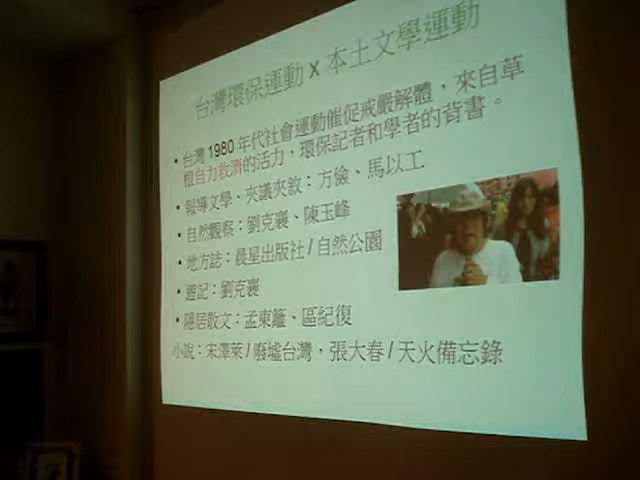 台灣環保運動 x 本土文學運動
• 台灣 1980 年代社會運動催促戒嚴解體，來自草
根自力救濟的活力，環保記者和學者的背書。
• 報導文學、夾議夾敘：方儉、馬以工
• 自然觀察：劉克襄、陳玉峰
• 地方誌：晨星出版社 / 自然公園
• 遊記：劉克襄
• 隱居散文：孟東籬、區紀復
小說：宋澤萊 / 廢墟台灣，張大春 / 天火備忘錄